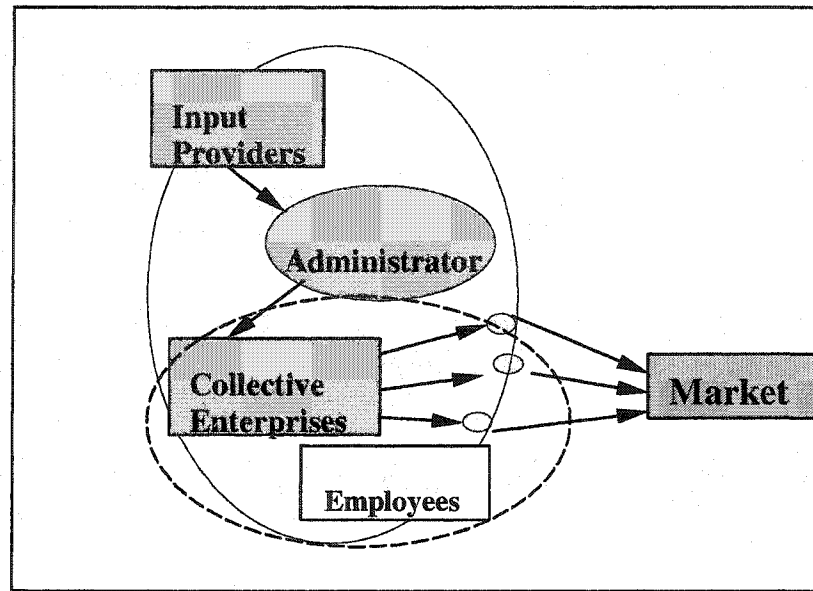 Input
Providers
Administrator
Collective
Enterprises
Market
Employees